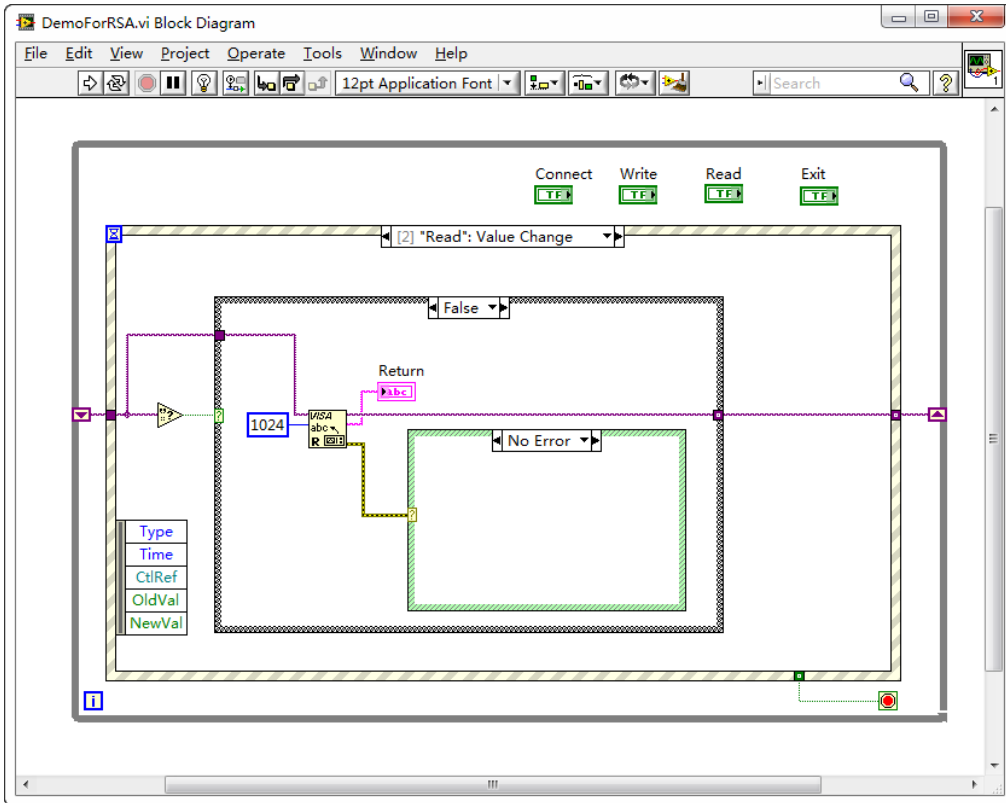 DemoForRSA.vi Block Diagram
File Edit View Project Operate Tools Window Help
12pt Application Font
Search
?
1
Connect Write Read Exit
TF TF TF TF
[2] "Read": Value Change
False
Return
abc
?
?
1024
VISA
abc
R
No Error
?
Type
Time
CtlRef
OldVal
NewVal
i